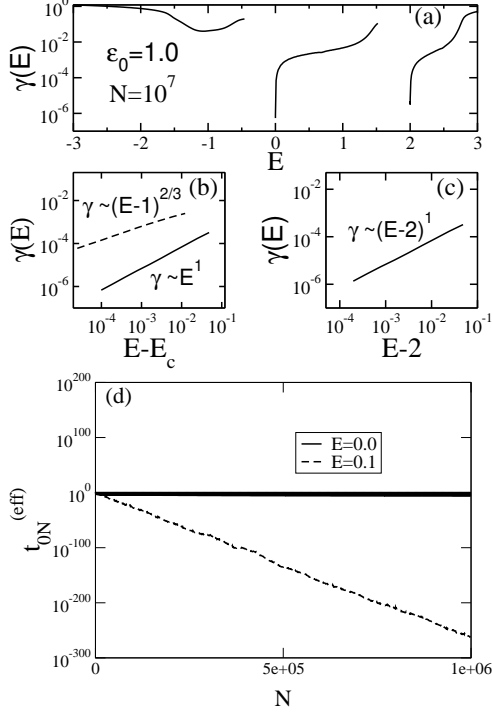 (a)
γ(E)
10^0
10^-2
10^-4
10^-6
ε_0=1.0
N=10^7
-3 -2 -1 0 1 2 3
E
(b)
γ(E)
10^-2
10^-4
10^-6
γ ~(E-1)^2/3
γ ~E^1
10^-4 10^-3 10^-2 10^-1
E-E_c
(c)
γ(E)
10^-2
10^-4
10^-6
γ~(E-2)^1
10^-4 10^-3 10^-2 10^-1
E-2
(d)
t_0N^(eff)
10^200
10^100
10^0
10^-100
10^-200
10^-300
E=0.0
E=0.1
0 5e+05 1e+06
N